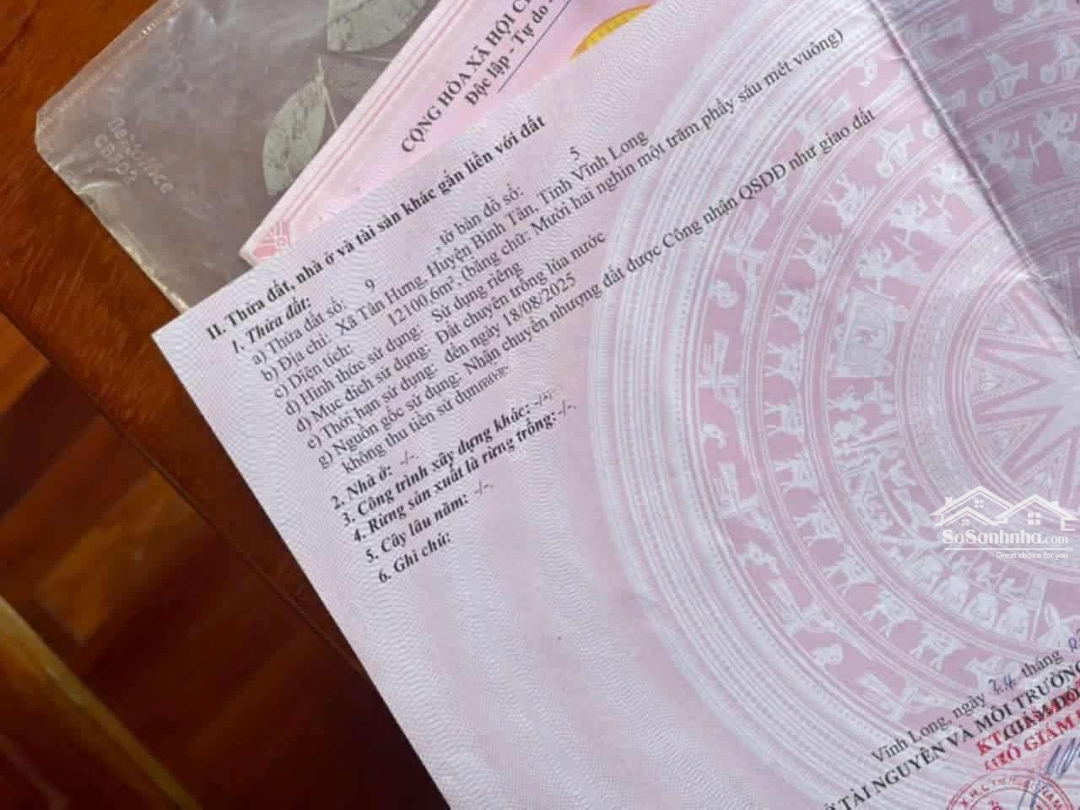 CỘNG HÒA XÃ HỘI C
Độc lập - Tự do
II. Thửa đất, nhà ở và tài sản khác gắn liền với đất
1. Thửa đất:
a) Thửa đất số: 9 tờ bản đồ số: 5
b) Địa chỉ: Xã Tân Hưng, Huyện Bình Tân, Tỉnh Vĩnh Long
c) Diện tích: 12100,6m², (bằng chữ: Mười hai nghìn một trăm phẩy sáu mét vuông)
d) Hình thức sử dụng: Sử dụng riêng
đ) Mục đích sử dụng: Đất chuyên trồng lúa nước
e) Thời hạn sử dụng: đến ngày 18/08/2025
g) Nguồn gốc sử dụng: Nhận chuyển nhượng đất được Công nhận QSDĐ như giao đất
không thu tiền sử dụng
2. Nhà ở: -/-.
3. Công trình xây dựng khác: -/-.
4. Rừng sản xuất là rừng trồng: -/-.
5. Cây lâu năm: -/-.
6. Ghi chú:
Vĩnh Long, ngày 24 tháng
TÀI NGUYÊN VÀ MÔI TRƯỜNG
KT
PHÓ GIÁM
SoSanhnha.com
Great choice for you